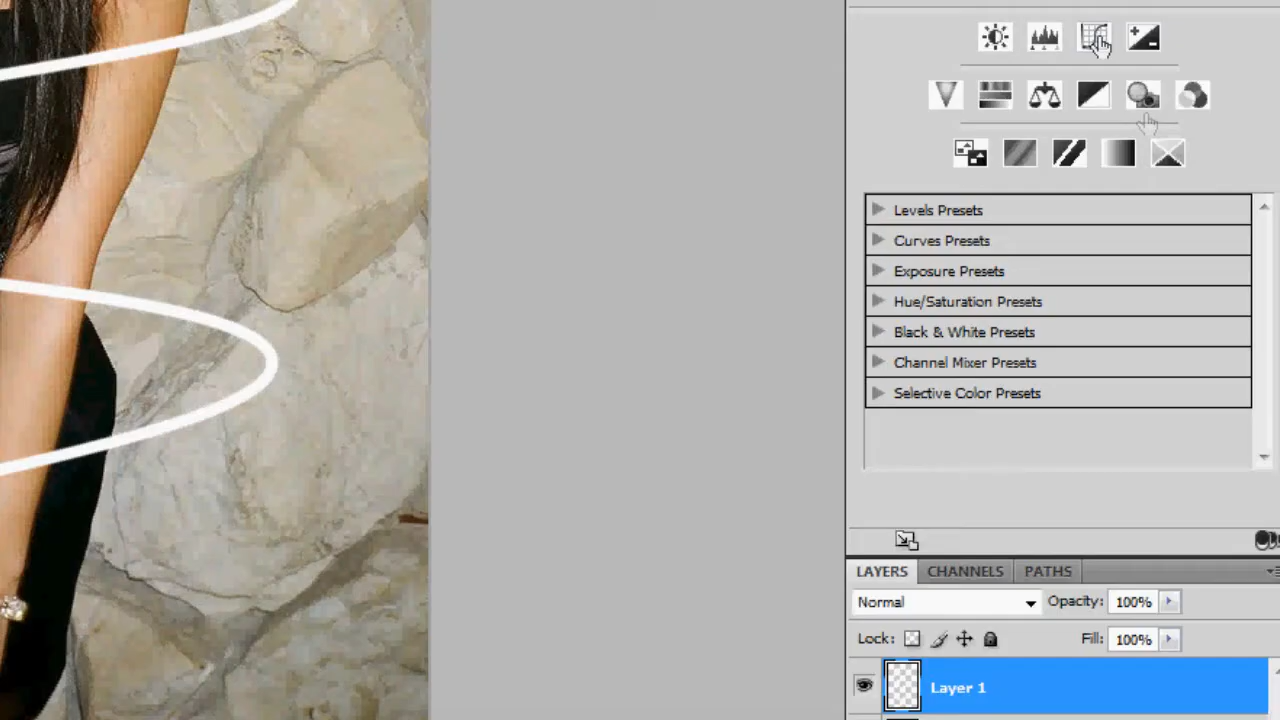 Levels Presets
Curves Presets
Exposure Presets
Hue/Saturation Presets
Black & White Presets
Channel Mixer Presets
Selective Color Presets
LAYERS CHANNELS PATHS
Normal Opacity: 100%
Lock: Fill: 100%
Layer 1